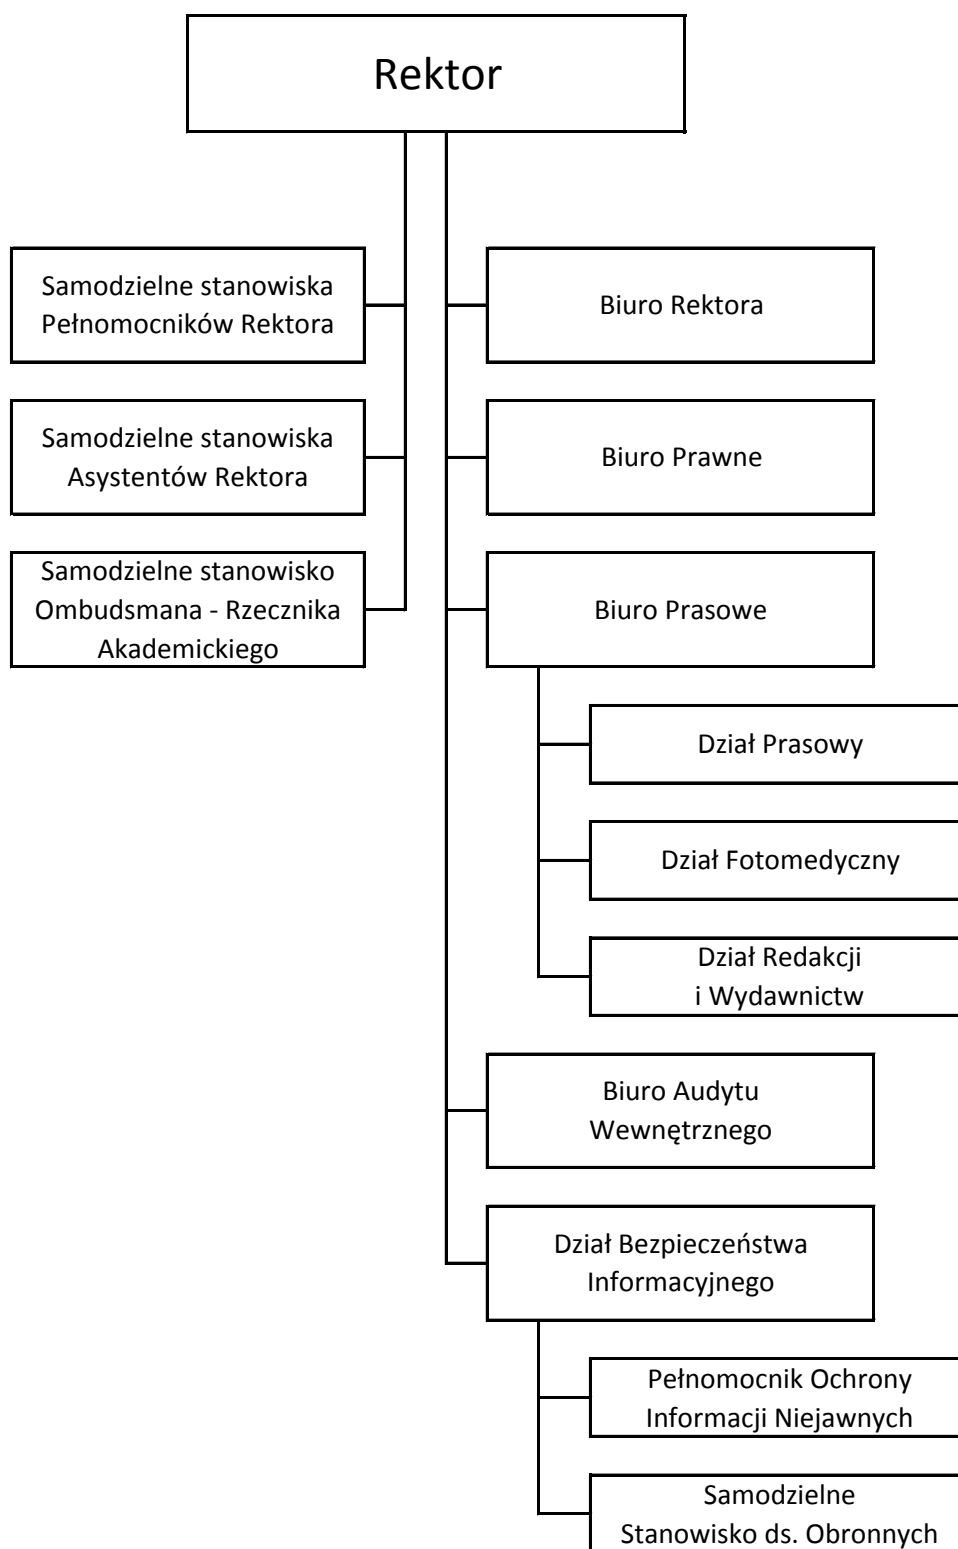 Rektor
Samodzielne stanowiska
Pełnomocników Rektora
Biuro Rektora
Samodzielne stanowiska
Asystentów Rektora
Biuro Prawne
Samodzielne stanowisko
Ombudsmana - Rzecznika
Akademickiego
Biuro Prasowe
Dział Prasowy
Dział Fotomedyczny
Dział Redakcji
i Wydawnictw
Biuro Audytu
Wewnętrznego
Dział Bezpieczeństwa
Informacyjnego
Pełnomocnik Ochrony
Informacji Niejawnych
Samodzielne
Stanowisko ds. Obronnych